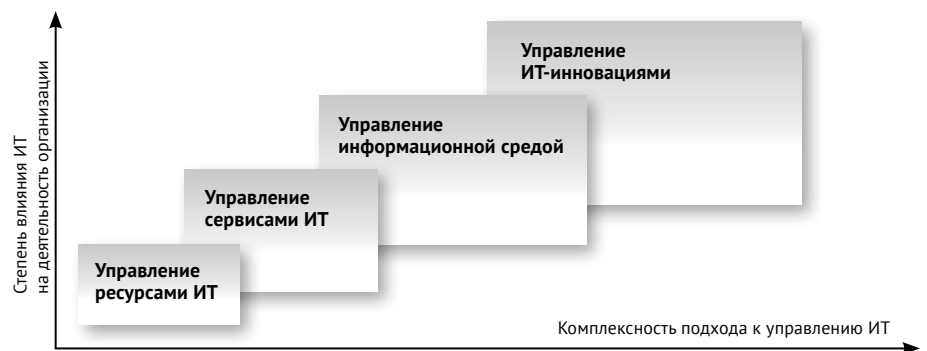 Степень влияния ИТ
на деятельность организации
Управление
ИТ-инновациями
Управление
информационной средой
Управление
сервисами ИТ
Управление
ресурсами ИТ
Комплексность подхода к управлению ИТ